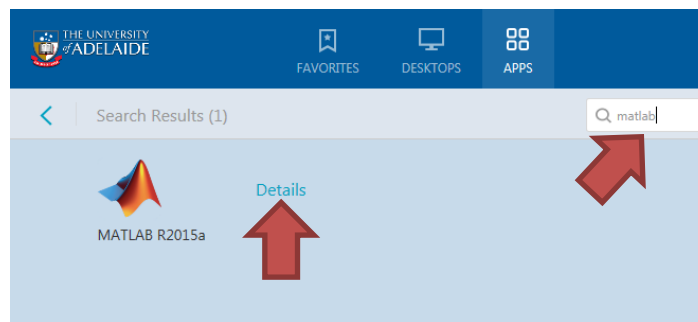 THE UNIVERSITY
of ADELAIDE
FAVORITES
DESKTOPS
APPS
Search Results (1)
matlab
Details
MATLAB R2015a